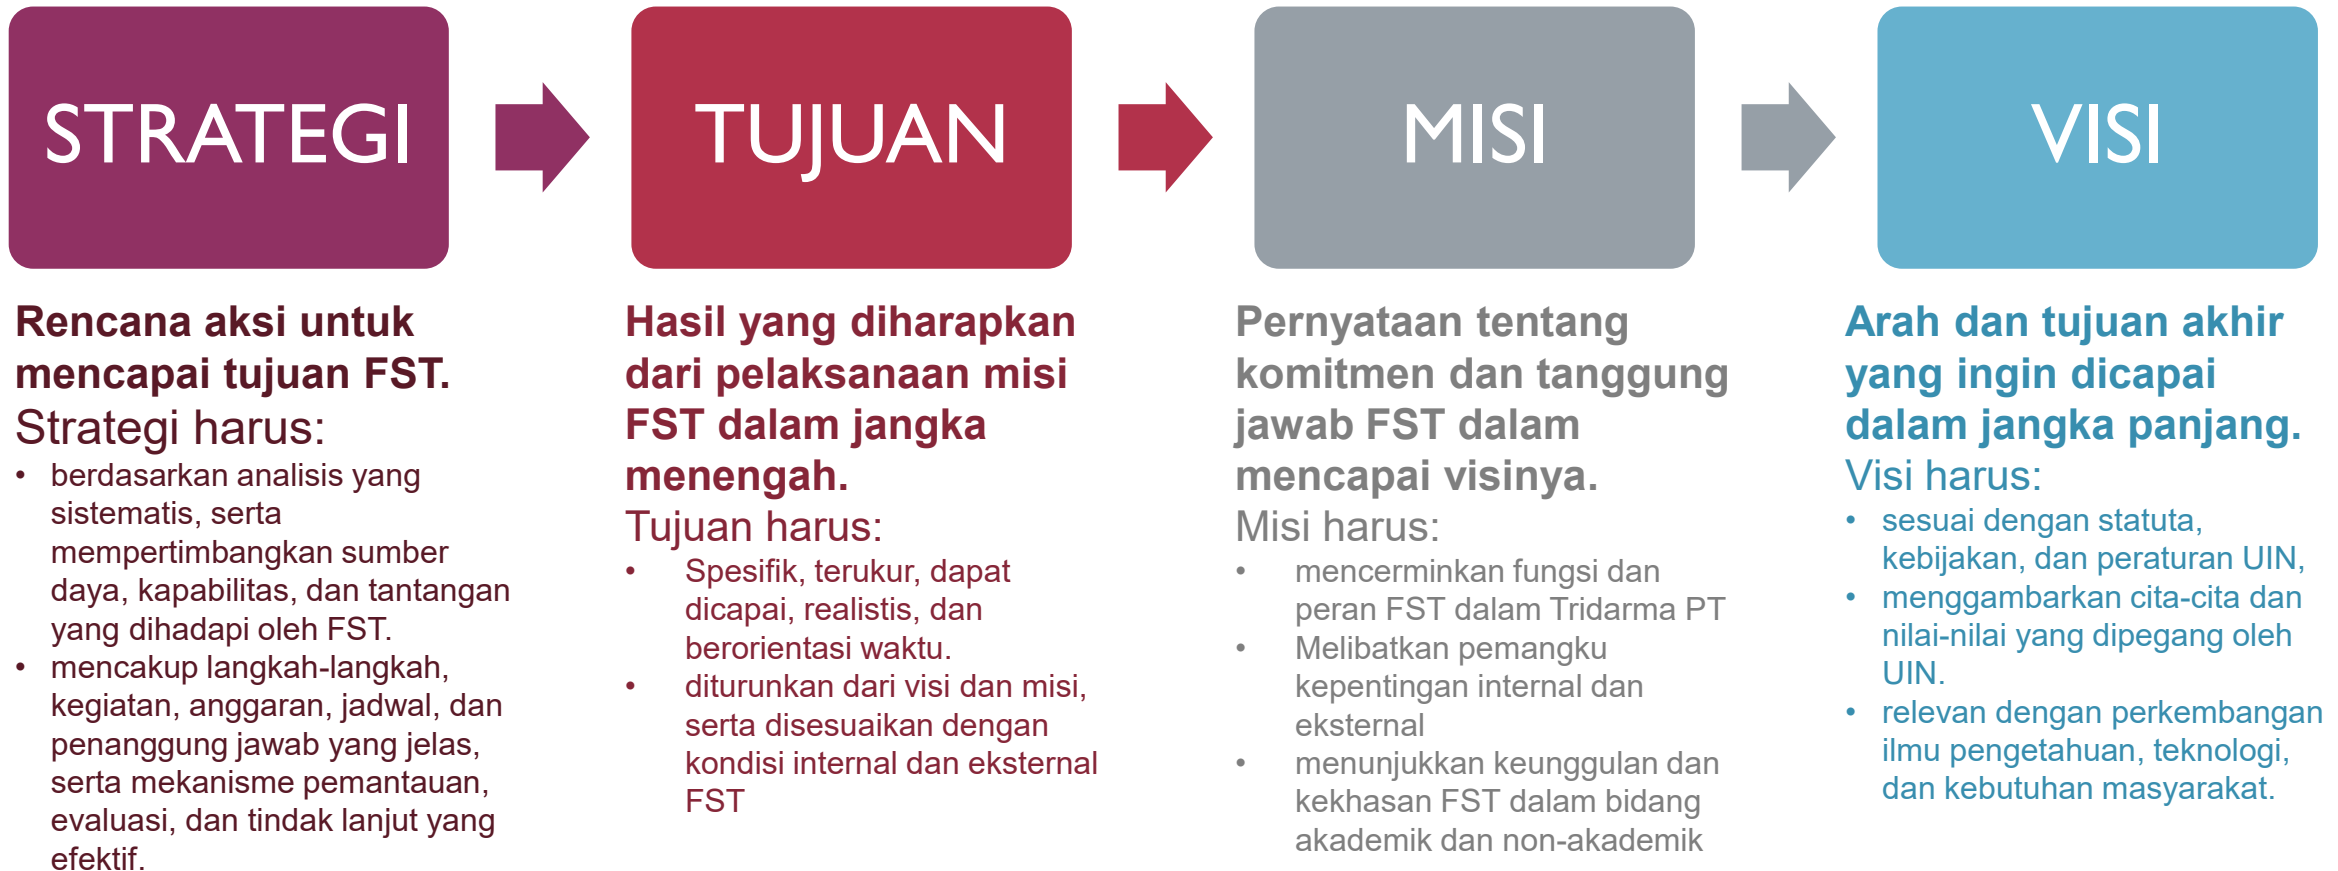 STRATEGI
TUJUAN
MISI
VISI
Rencana aksi untuk
mencapai tujuan FST.
Strategi harus:
• berdasarkan analisis yang
sistematis, serta
mempertimbangkan sumber
daya, kapabilitas, dan tantangan
yang dihadapi oleh FST.
• mencakup langkah-langkah,
kegiatan, anggaran, jadwal, dan
penanggung jawab yang jelas,
serta mekanisme pemantauan,
evaluasi, dan tindak lanjut yang
efektif.
Hasil yang diharapkan
dari pelaksanaan misi
FST dalam jangka
menengah.
Tujuan harus:
• Spesifik, terukur, dapat
dicapai, realistis, dan
berorientasi waktu.
• diturunkan dari visi dan misi,
serta disesuaikan dengan
kondisi internal dan eksternal
FST
Pernyataan tentang
komitmen dan tanggung
jawab FST dalam
mencapai visinya.
Misi harus:
• mencerminkan fungsi dan
peran FST dalam Tridarma PT
• Melibatkan pemangku
kepentingan internal dan
eksternal
• menunjukkan keunggulan dan
kekhasan FST dalam bidang
akademik dan non-akademik
Arah dan tujuan akhir
yang ingin dicapai
dalam jangka panjang.
Visi harus:
• sesuai dengan statuta,
kebijakan, dan peraturan UIN,
• menggambarkan cita-cita dan
nilai-nilai yang dipegang oleh
UIN.
• relevan dengan perkembangan
ilmu pengetahuan, teknologi,
dan kebutuhan masyarakat.